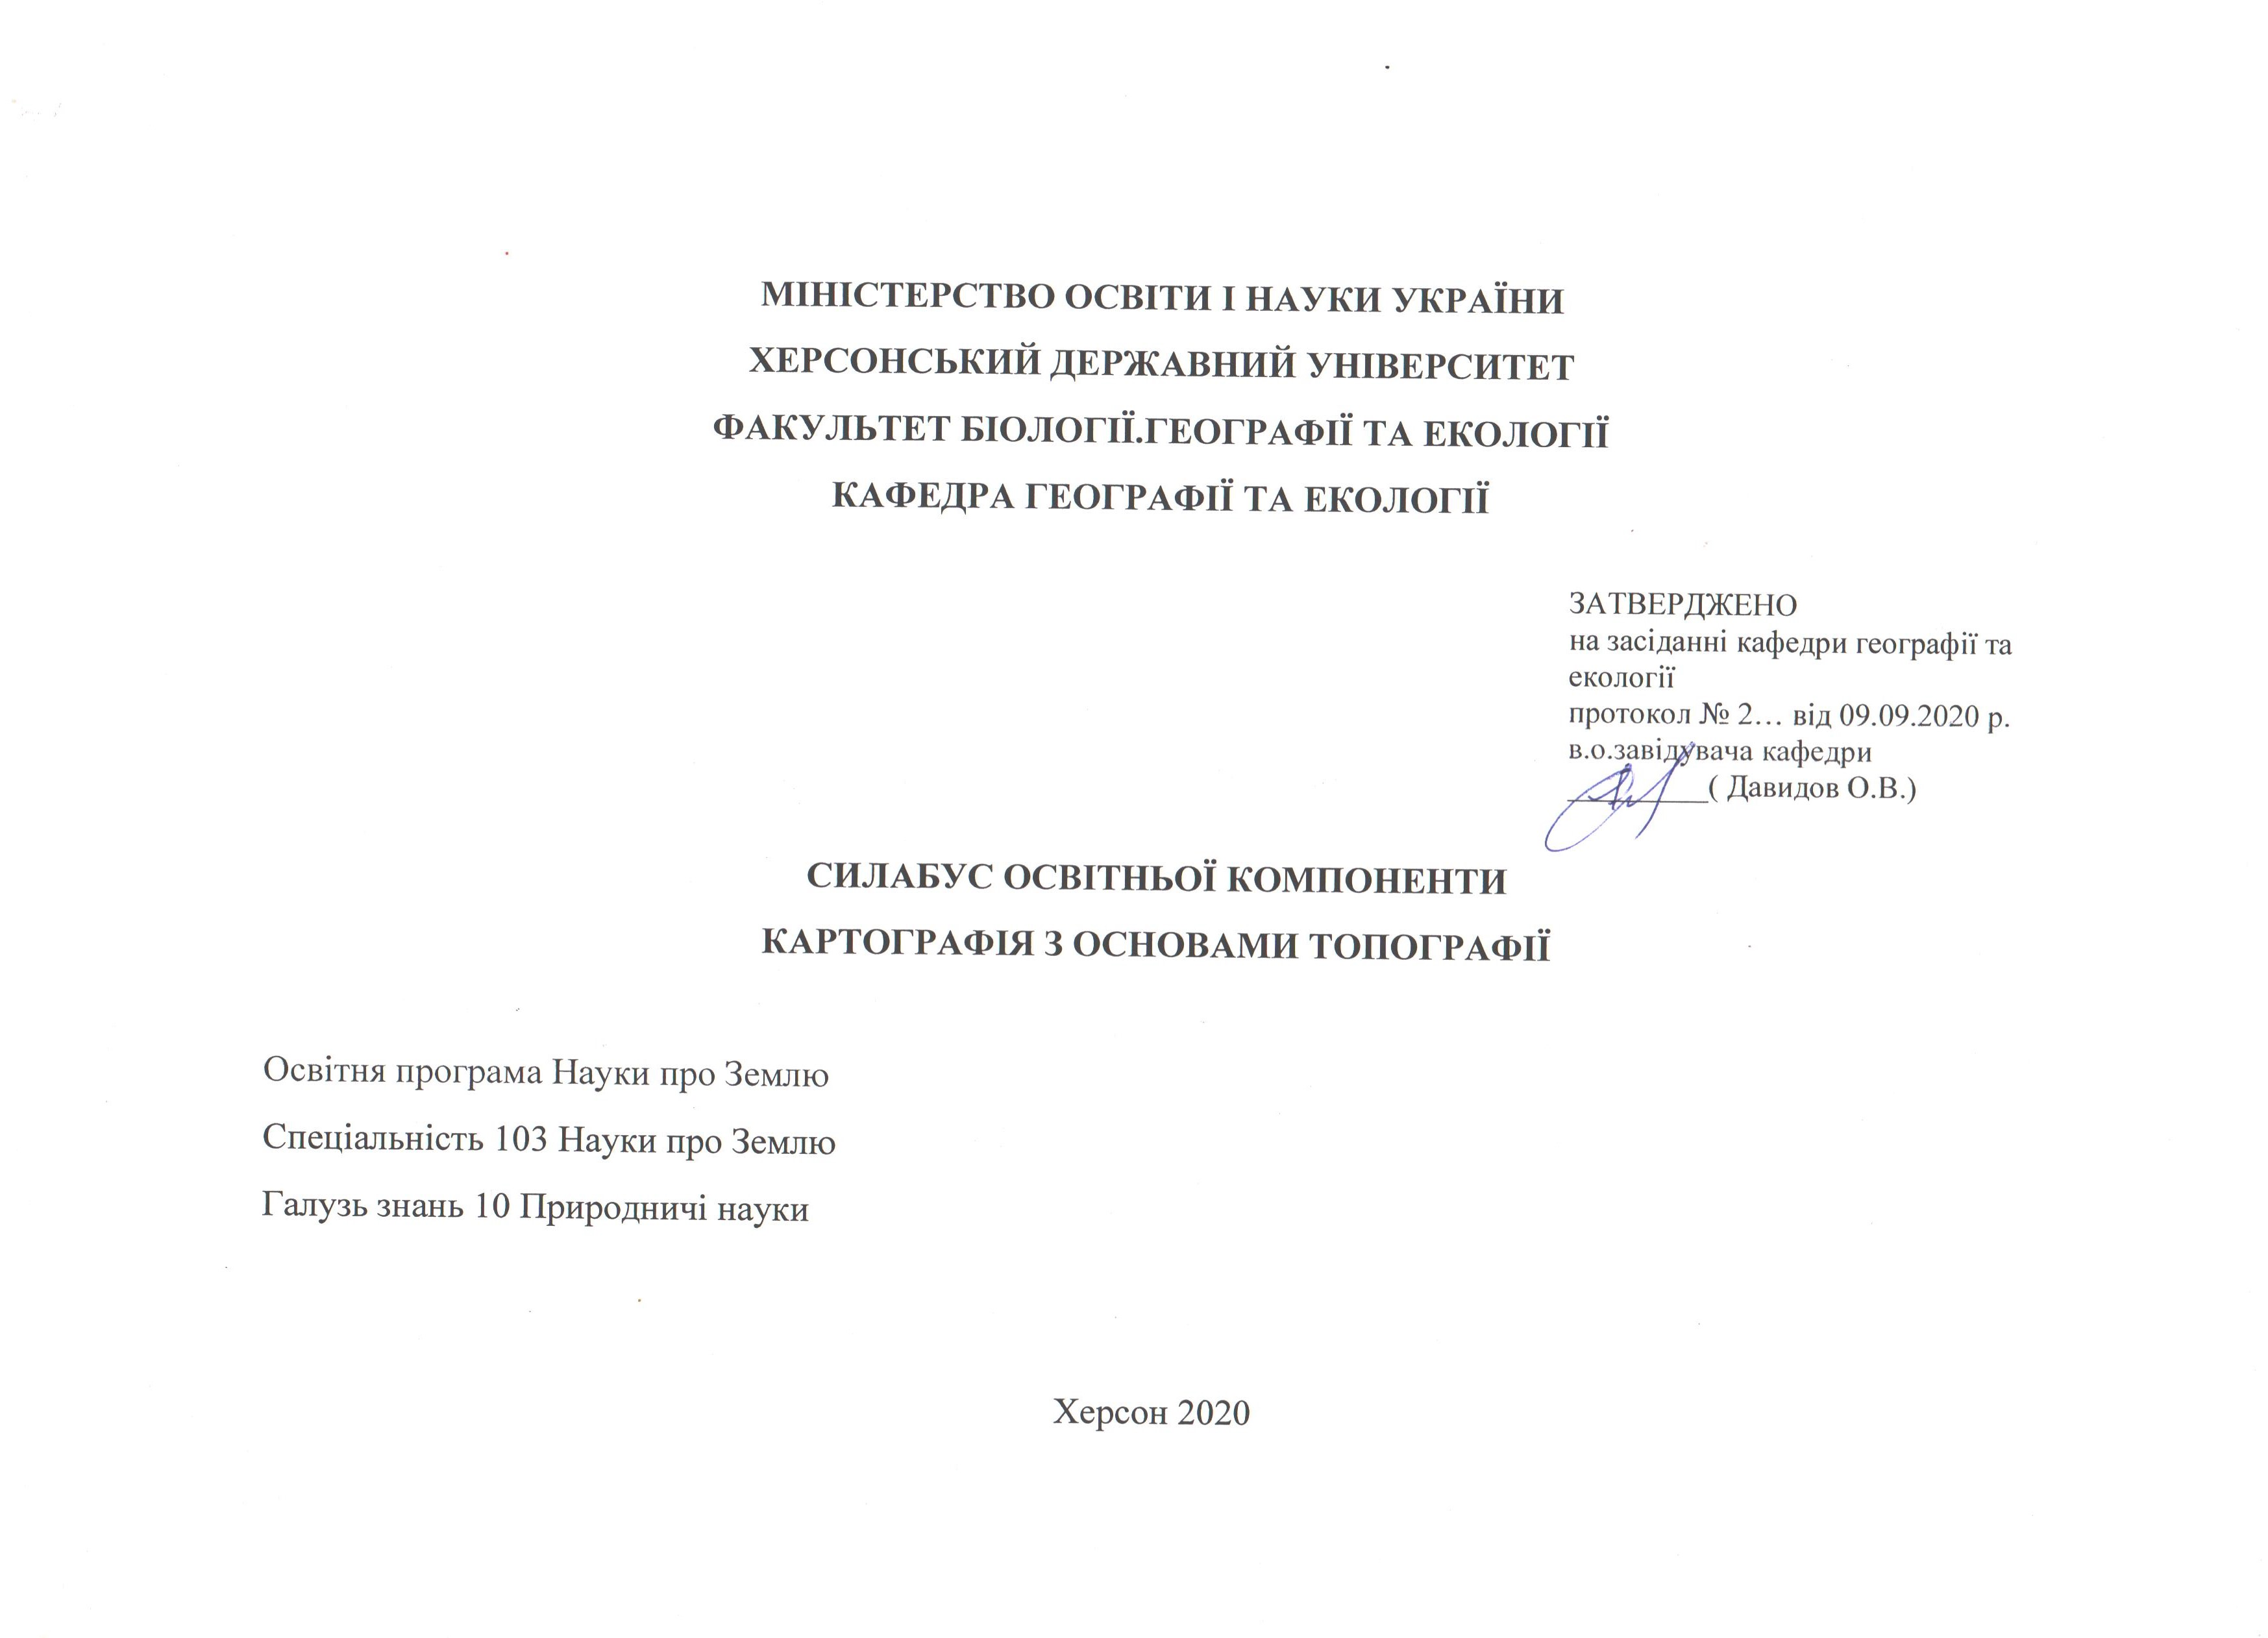 МІНІСТЕРСТВО ОСВІТИ І НАУКИ УКРАЇНИ
ХЕРСОНСЬКИЙ ДЕРЖАВНИЙ УНІВЕРСИТЕТ
ФАКУЛЬТЕТ БІОЛОГІЇ.ГЕОГРАФІЇ ТА ЕКОЛОГІЇ
КАФЕДРА ГЕОГРАФІЇ ТА ЕКОЛОГІЇ
ЗАТВЕРДЖЕНО
на засіданні кафедри географії та
екології
протокол № 2… від 09.09.2020 р.
в.о.завідувача кафедри
_________( Давидов О.В.)
СИЛАБУС ОСВІТНЬОЇ КОМПОНЕНТИ
КАРТОГРАФІЯ З ОСНОВАМИ ТОПОГРАФІЇ
Освітня програма Науки про Землю
Спеціальність 103 Науки про Землю
Галузь знань 10 Природничі науки
Херсон 2020